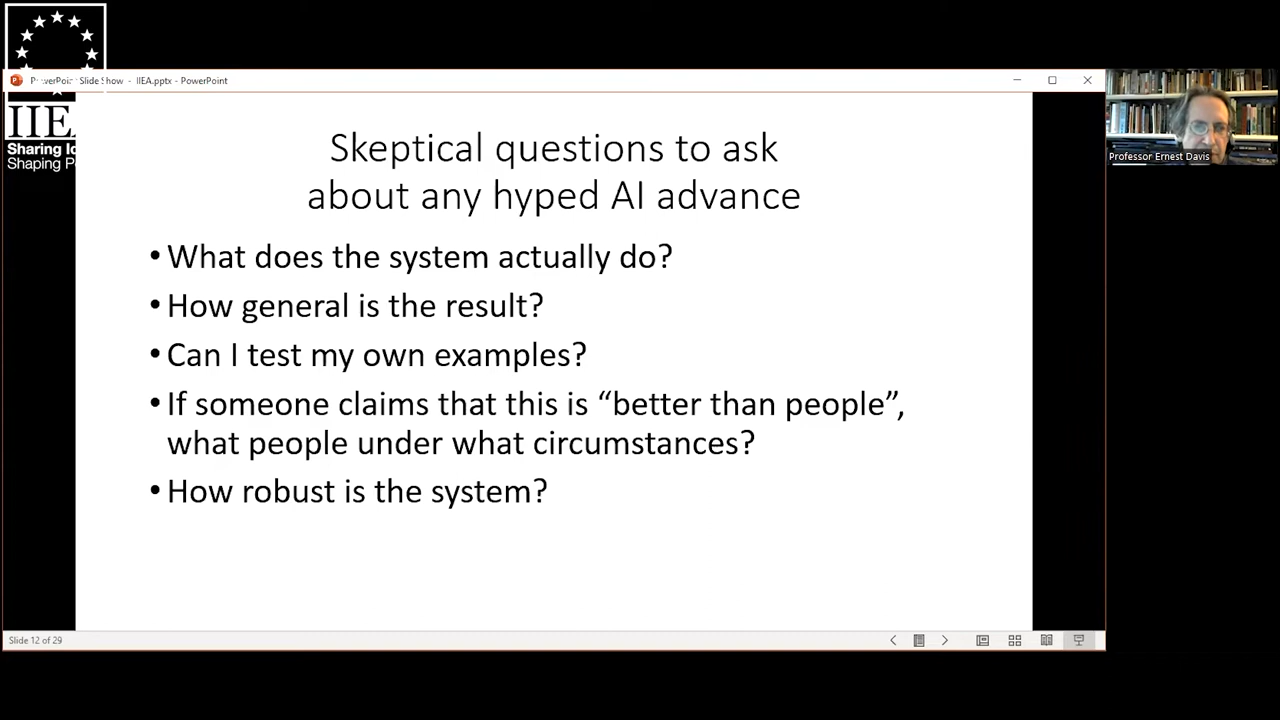 PowerPoint Slide Show - IIEA.pptx - PowerPoint
IIEA
Sharing
Shaping
Professor Ernest Davis
Skeptical questions to ask
about any hyped AI advance
• What does the system actually do?
• How general is the result?
• Can I test my own examples?
• If someone claims that this is “better than people”,
what people under what circumstances?
• How robust is the system?
Slide 12 of 29